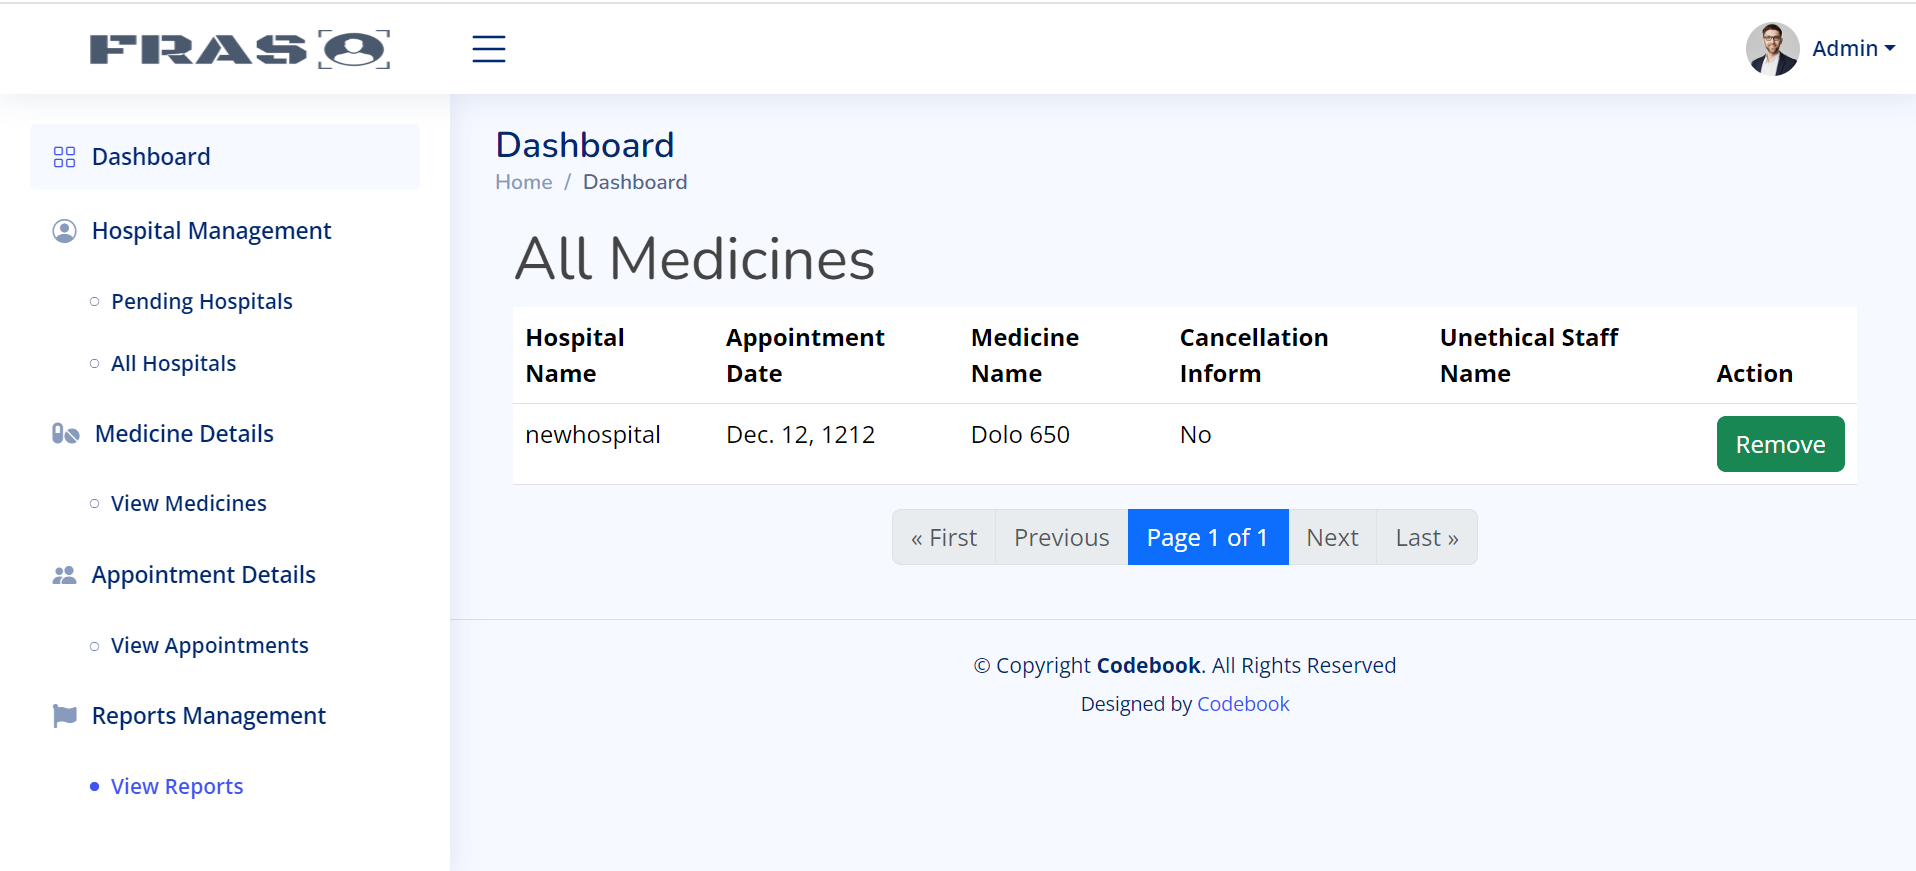 FRAS
Admin
Dashboard
Hospital Management
Pending Hospitals
All Hospitals
Medicine Details
View Medicines
Appointment Details
View Appointments
Reports Management
View Reports
Dashboard
Home / Dashboard
All Medicines
Hospital Name Appointment Date Medicine Name Cancellation Inform Unethical Staff Name Action
newhospital Dec. 12, 1212 Dolo 650 No Remove
« First Previous Page 1 of 1 Next Last »
© Copyright Codebook. All Rights Reserved
Designed by Codebook